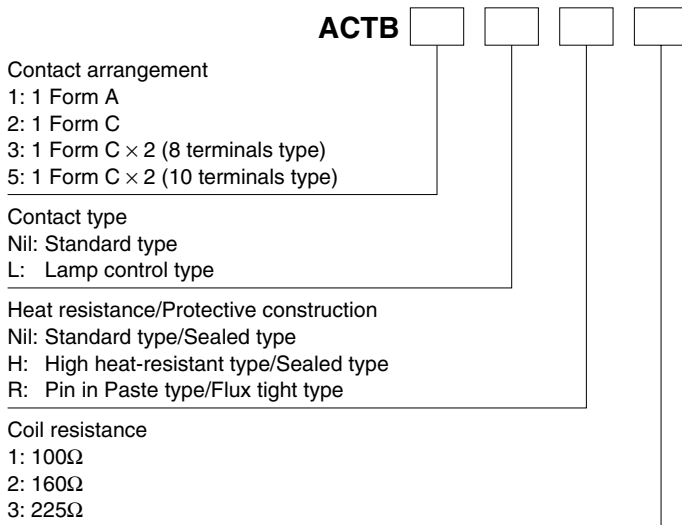 ACTB
Contact arrangement
1: 1 Form A
2: 1 Form C
3: 1 Form C × 2 (8 terminals type)
5: 1 Form C × 2 (10 terminals type)
Contact type
Nil: Standard type
L: Lamp control type
Heat resistance/Protective construction
Nil: Standard type/Sealed type
H: High heat-resistant type/Sealed type
R: Pin in Paste type/Flux tight type
Coil resistance
1: 100Ω
2: 160Ω
3: 225Ω